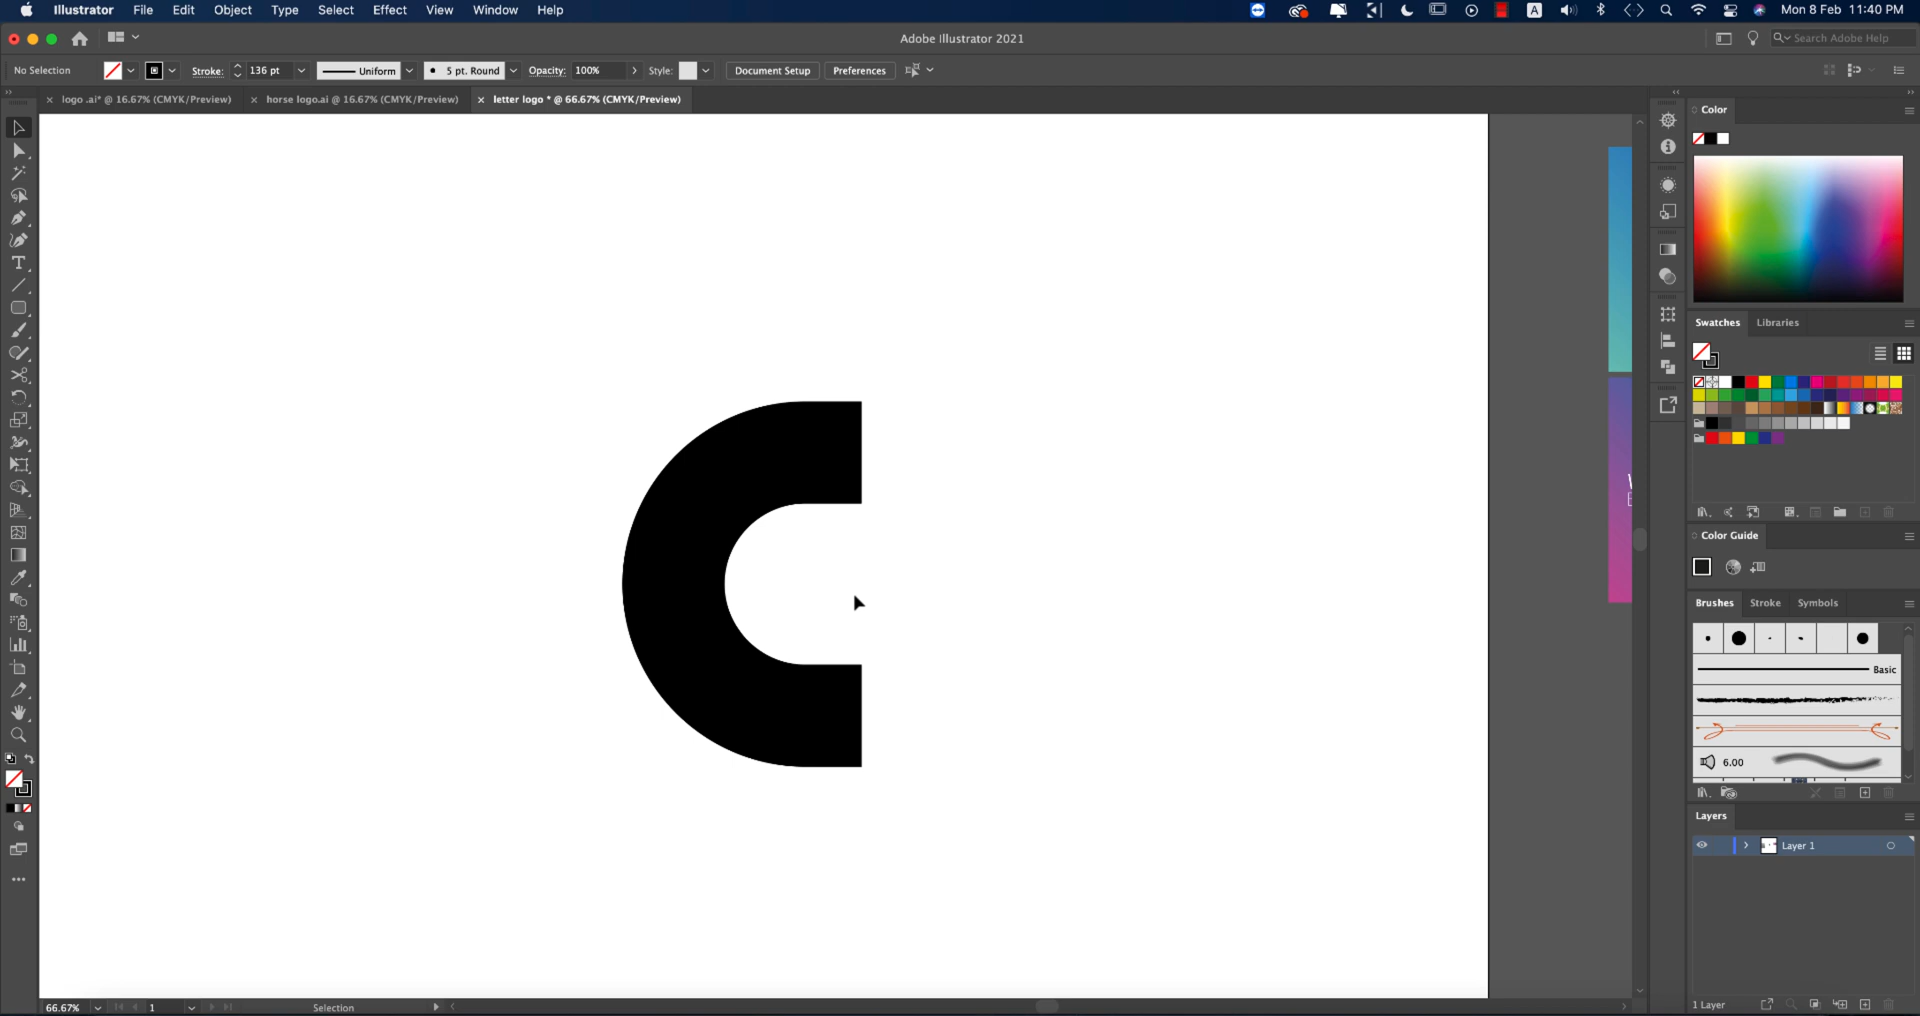 Illustrator File Edit Object Type Select Effect View Window Help
A
Mon 8 Feb 11:40 PM
Adobe Illustrator 2021
Search Adobe Help
No Selection
Stroke: 136 pt
Uniform
5 pt. Round
Opacity: 100%
Style:
Document Setup
Preferences
logo .ai* @ 16.67% (CMYK/Preview)
horse logo.ai @ 16.67% (CMYK/Preview)
letter logo * @ 66.67% (CMYK/Preview)
Color
Swatches Libraries
Color Guide
Brushes Stroke Symbols
Basic
6.00
Layers
Layer 1
1 Layer
66.67%
1
Selection